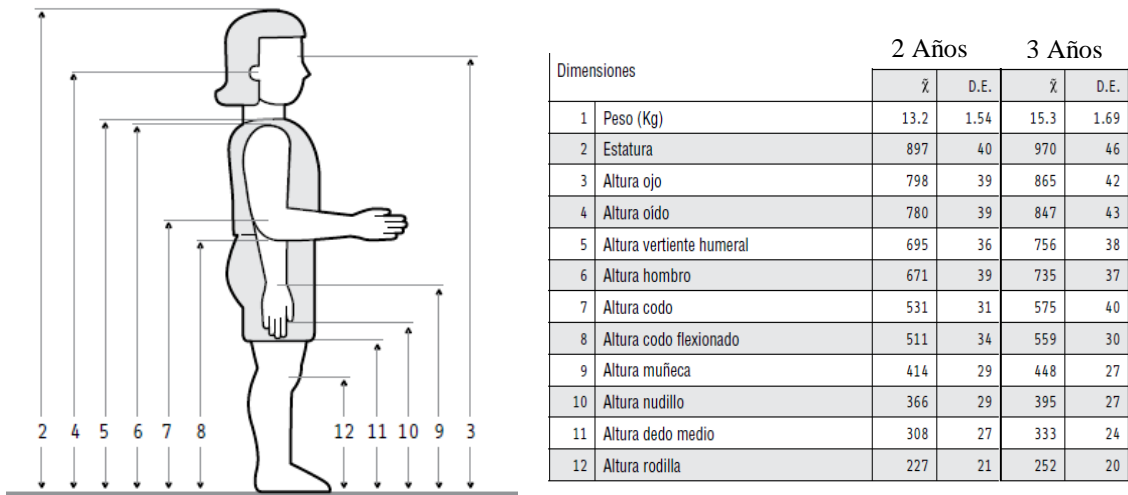 2 4 5 6 7 8 12 11 10 9 3
2 Años 3 Años
Dimensiones x̄ D.E. x̄ D.E.
1 Peso (Kg) 13.2 1.54 15.3 1.69
2 Estatura 897 40 970 46
3 Altura ojo 798 39 865 42
4 Altura oído 780 39 847 43
5 Altura vertiente humeral 695 36 756 38
6 Altura hombro 671 39 735 37
7 Altura codo 531 31 575 40
8 Altura codo flexionado 511 34 559 30
9 Altura muñeca 414 29 448 27
10 Altura nudillo 366 29 395 27
11 Altura dedo medio 308 27 333 24
12 Altura rodilla 227 21 252 20